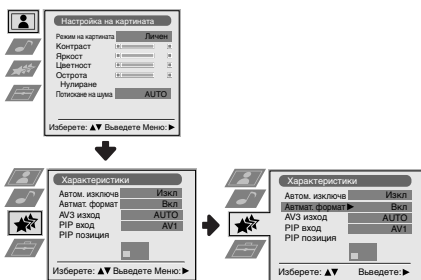 Настройка на картината
Режим на картината Личен
Контраст
Яркост
Цветност
Острота
Нулиране
Потискане на шума AUTO
Изберете: ▲▼ Въведете Меню: ▶
Характеристики
Автом. изключв Изкл
Автмат. формат Вкл
AV3 изход AUTO
PIP вход AV1
PIP позиция
Изберете: ▲▼ Въведете Меню: ▶
Характеристики
Автом. изключв Изкл
Автмат. формат ▶ Вкл
AV3 изход AUTO
PIP вход AV1
PIP позиция
Изберете: ▲▼ Въведете: ▶